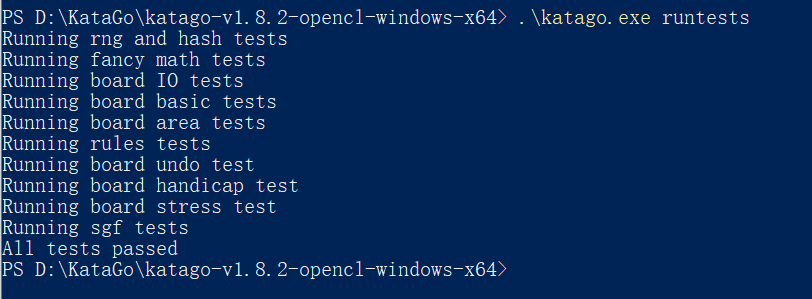 PS D:\KataGo\katago-v1.8.2-opencl-windows-x64> .\katago.exe runtests
Running rng and hash tests
Running fancy math tests
Running board IO tests
Running board basic tests
Running board area tests
Running rules tests
Running board undo test
Running board handicap test
Running board stress test
Running sgf tests
All tests passed
PS D:\KataGo\katago-v1.8.2-opencl-windows-x64>